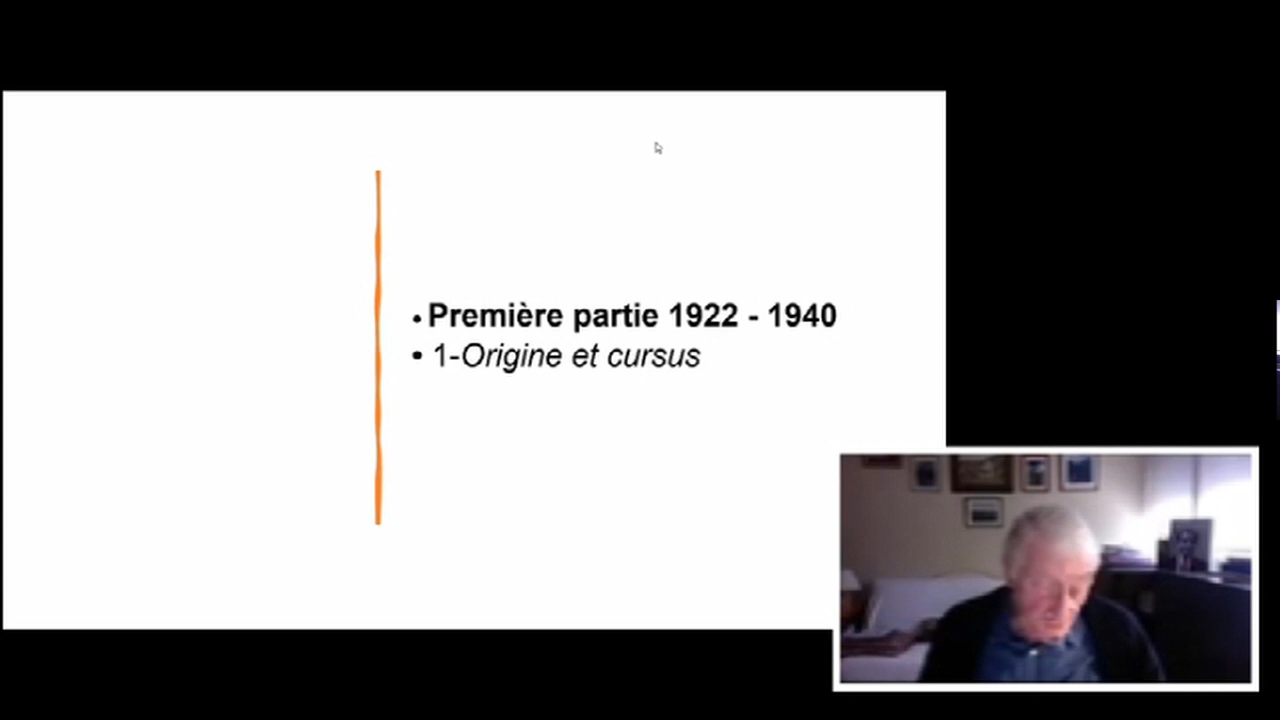 • Première partie 1922 - 1940
• 1-Origine et cursus